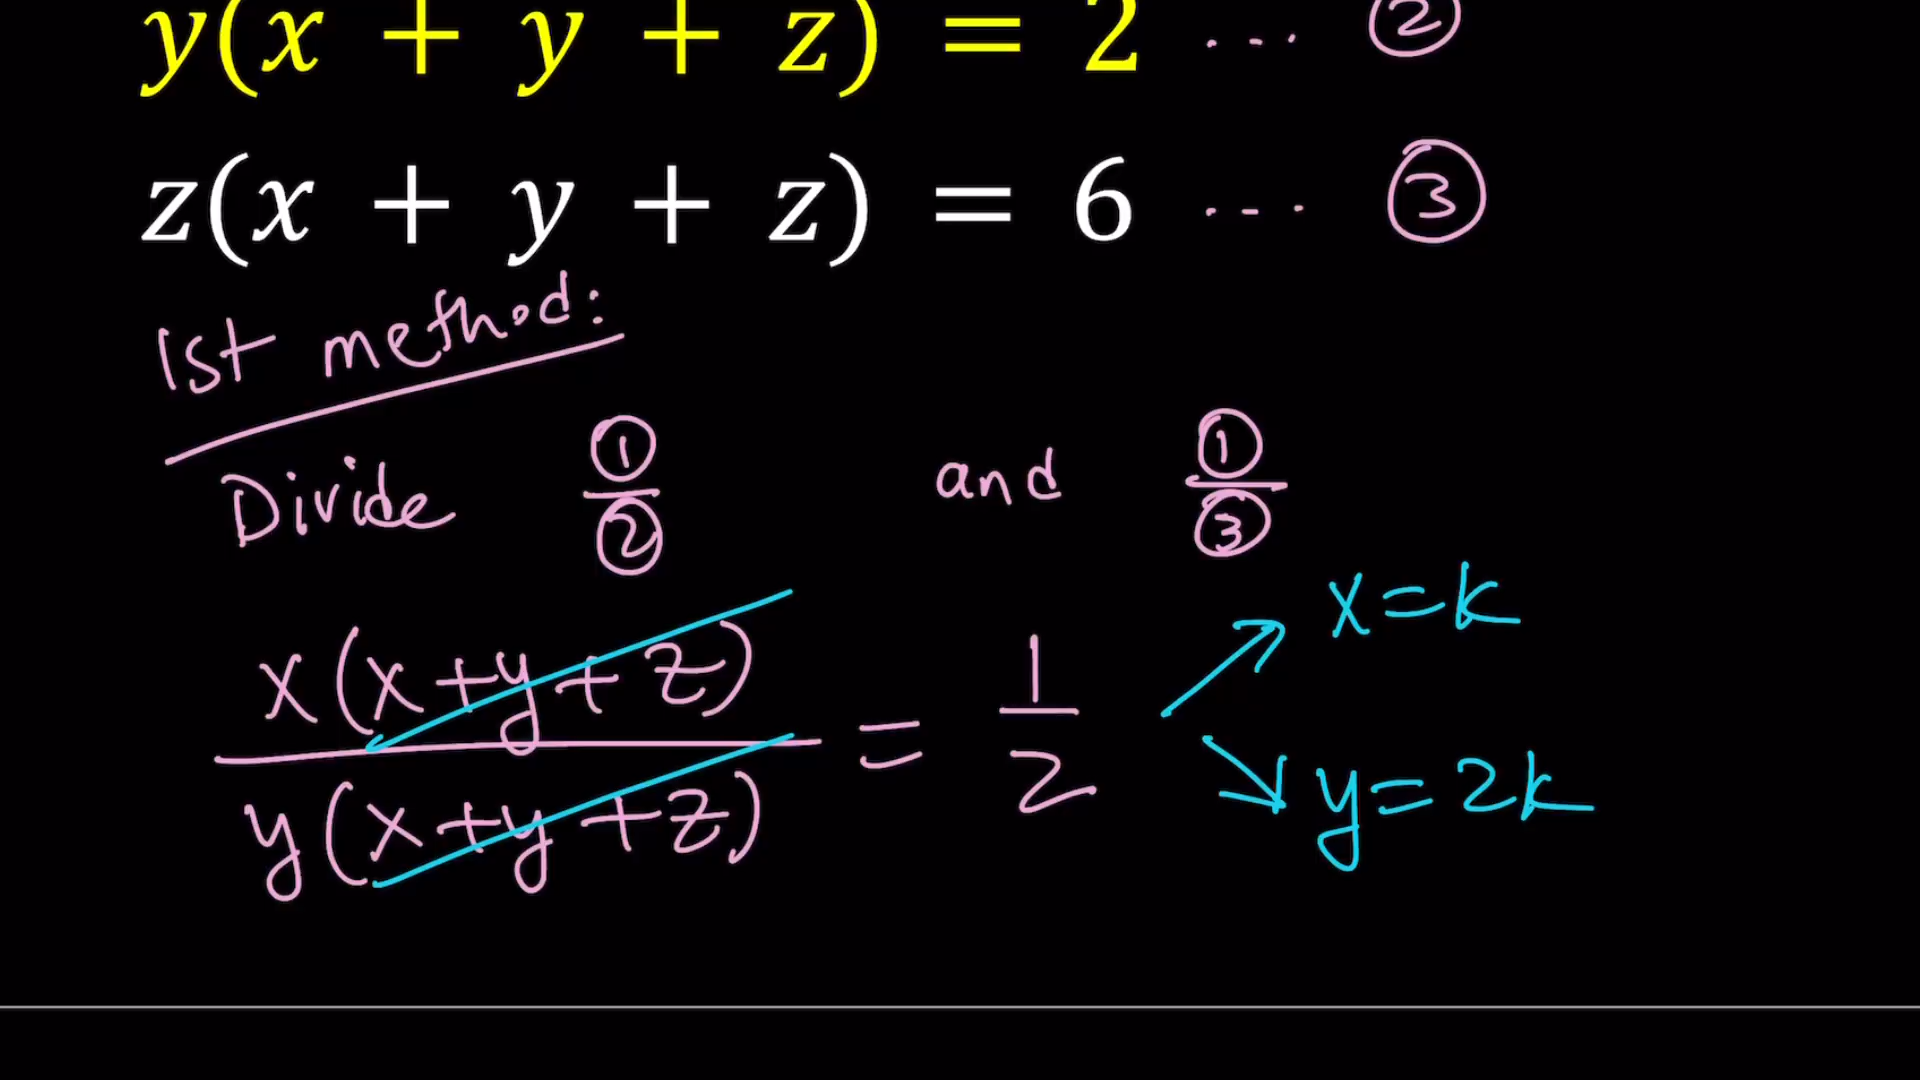 y(x + y + z) = 2 ... ②
z(x + y + z) = 6 ... ③
1st method:
Divide ①/② and ①/③
x(x+y+z)/y(x+y+z) = 1/2
x=k
y=2k